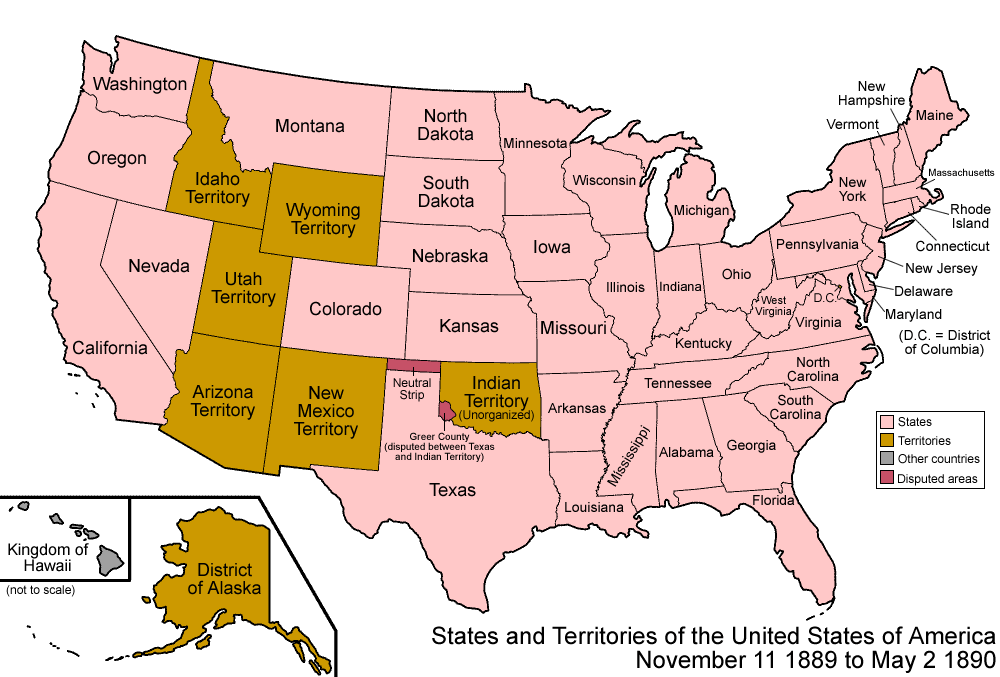 Washington
Oregon
California
Nevada
Idaho
Territory
Montana
Wyoming
Territory
Utah
Territory
Colorado
Arizona
Territory
New
Mexico
Territory
North
Dakota
South
Dakota
Nebraska
Kansas
Neutral
Strip
Indian
Territory
(Unorganized)
Greer County
(disputed between Texas
and Indian Territory)
Texas
Minnesota
Iowa
Missouri
Arkansas
Louisiana
Wisconsin
Illinois
Michigan
Indiana
Ohio
Kentucky
Tennessee
Mississippi
Alabama
Georgia
Florida
South
Carolina
North
Carolina
Virginia
West
Virginia
D.C.
Pennsylvania
New
York
Vermont
New
Hampshire
Maine
Massachusetts
Rhode
Island
Connecticut
New Jersey
Delaware
Maryland
(D.C. = District
of Columbia)
States
Territories
Other countries
Disputed areas
Kingdom of
Hawaii
(not to scale)
District
of Alaska
States and Territories of the United States of America
November 11 1889 to May 2 1890